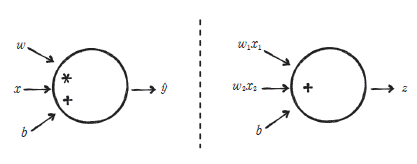 w
x
*
+
ŷ
b
w₁x₁
w₂x₂
+
z
b